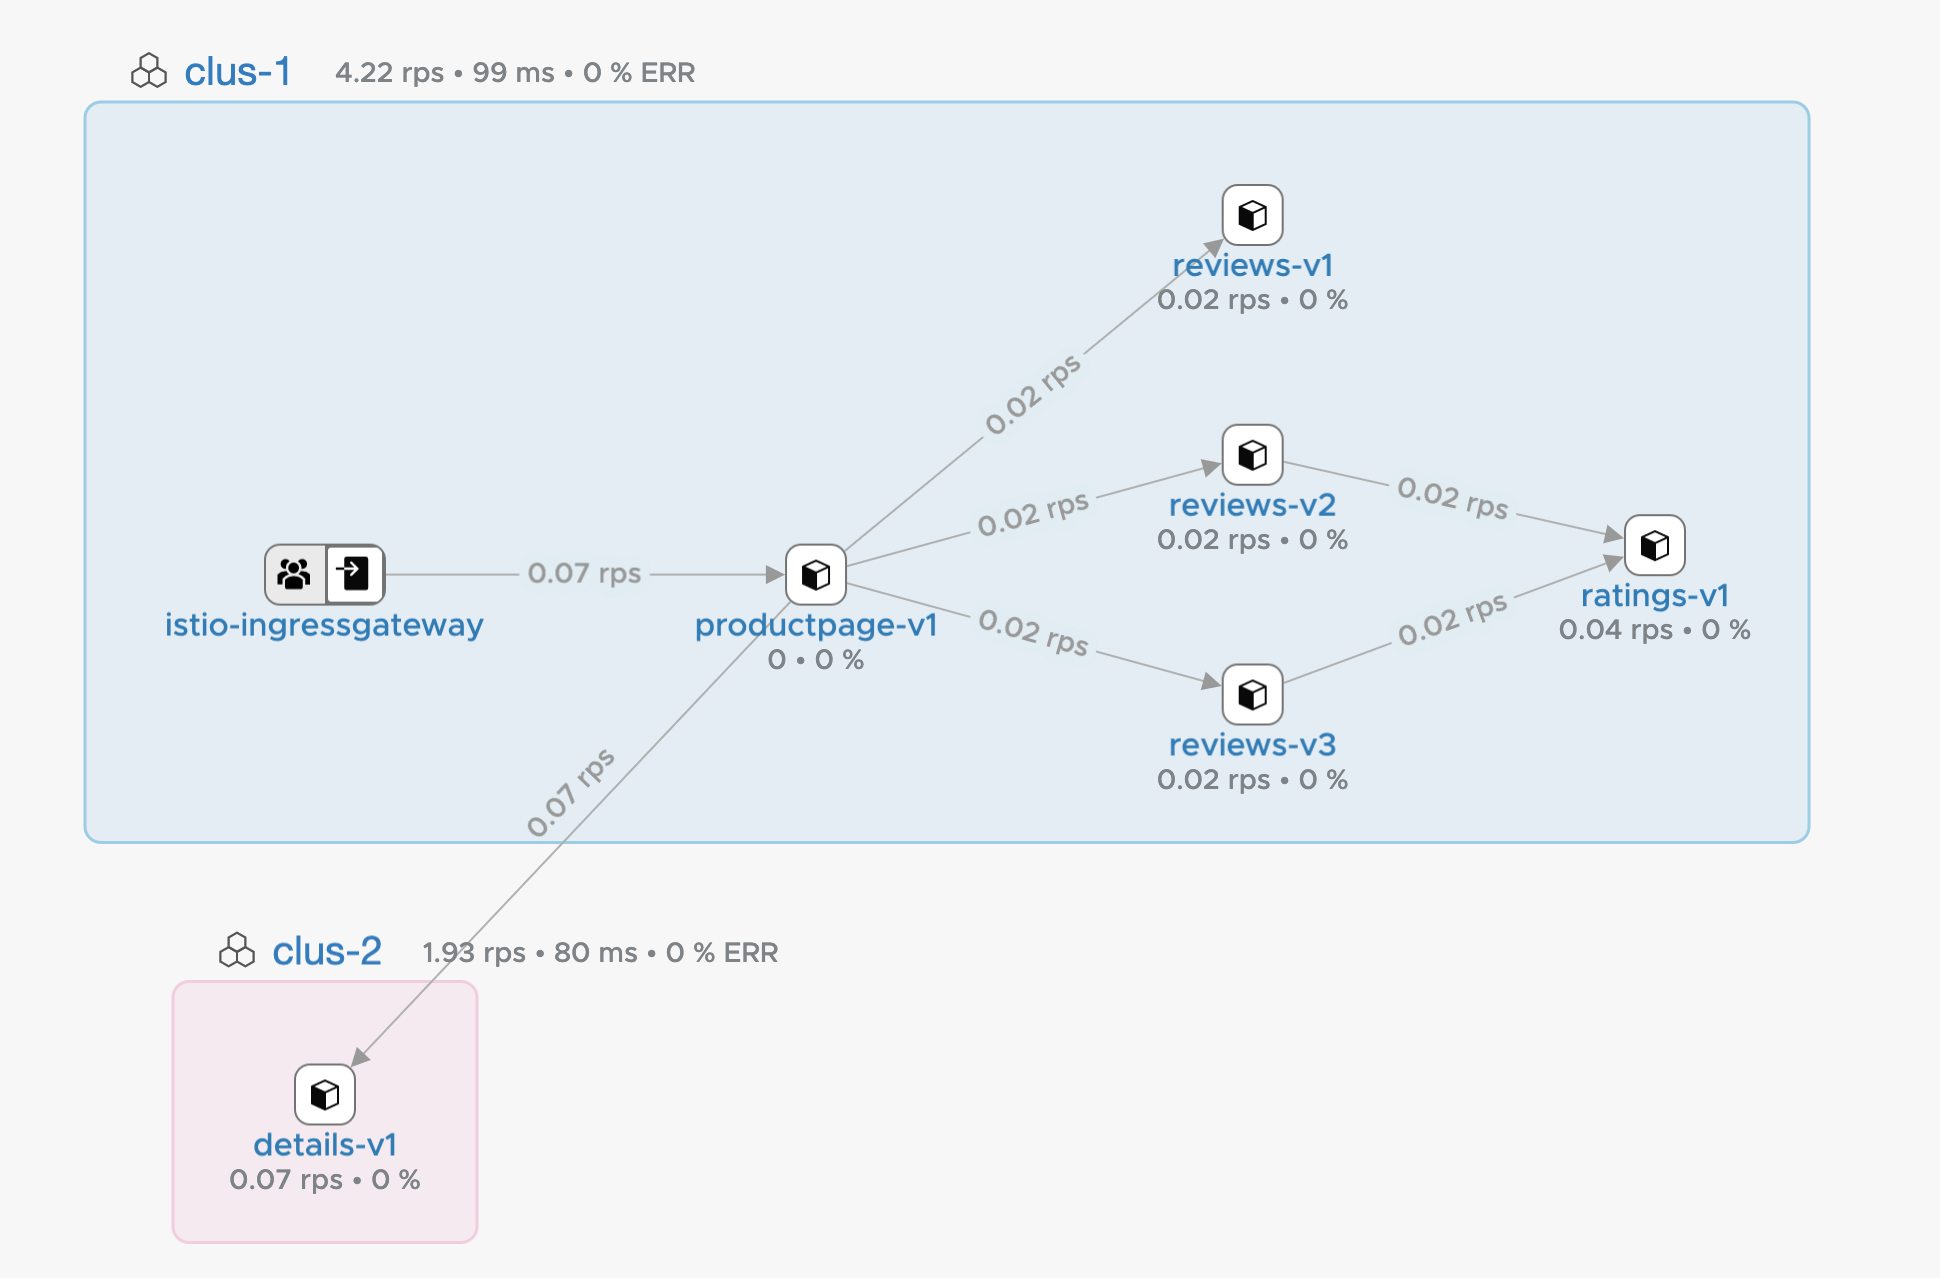 clus-1 4.22 rps • 99 ms • 0 % ERR
reviews-v1
0.02 rps • 0 %
0.02 rps
reviews-v2
0.02 rps • 0 %
0.02 rps
0.02 rps
istio-ingressgateway
0.07 rps
productpage-v1
0 • 0 %
0.02 rps
0.02 rps
ratings-v1
0.04 rps • 0 %
reviews-v3
0.02 rps • 0 %
0.07 rps
clus-2 1.93 rps • 80 ms • 0 % ERR
details-v1
0.07 rps • 0 %